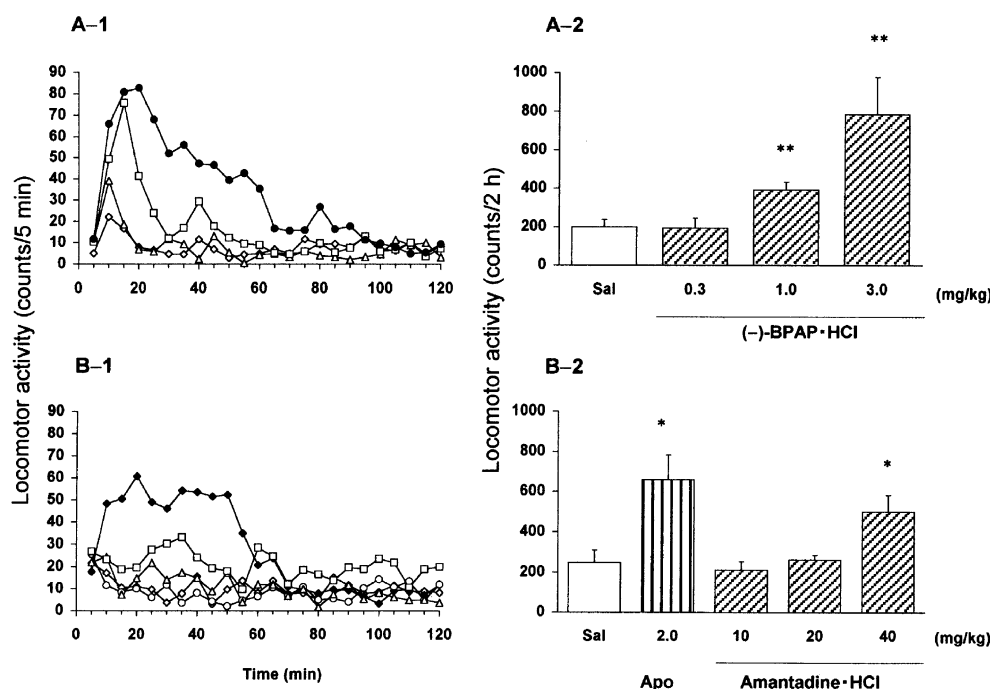 A–1
90
80
70
60
50
40
30
20
10
0
0 20 40 60 80 100 120
A–2
**
**
1000
800
600
400
200
0
Sal 0.3 1.0 3.0 (mg/kg)
(–)-BPAP·HCl
B–1
90
80
70
60
50
40
30
20
10
0
0 20 40 60 80 100 120
Time (min)
Locomotor activity (counts/5 min)
B–2
*
*
1000
800
600
400
200
0
Sal 2.0 10 20 40 (mg/kg)
Apo Amantadine·HCl
Locomotor activity (counts/2 h)